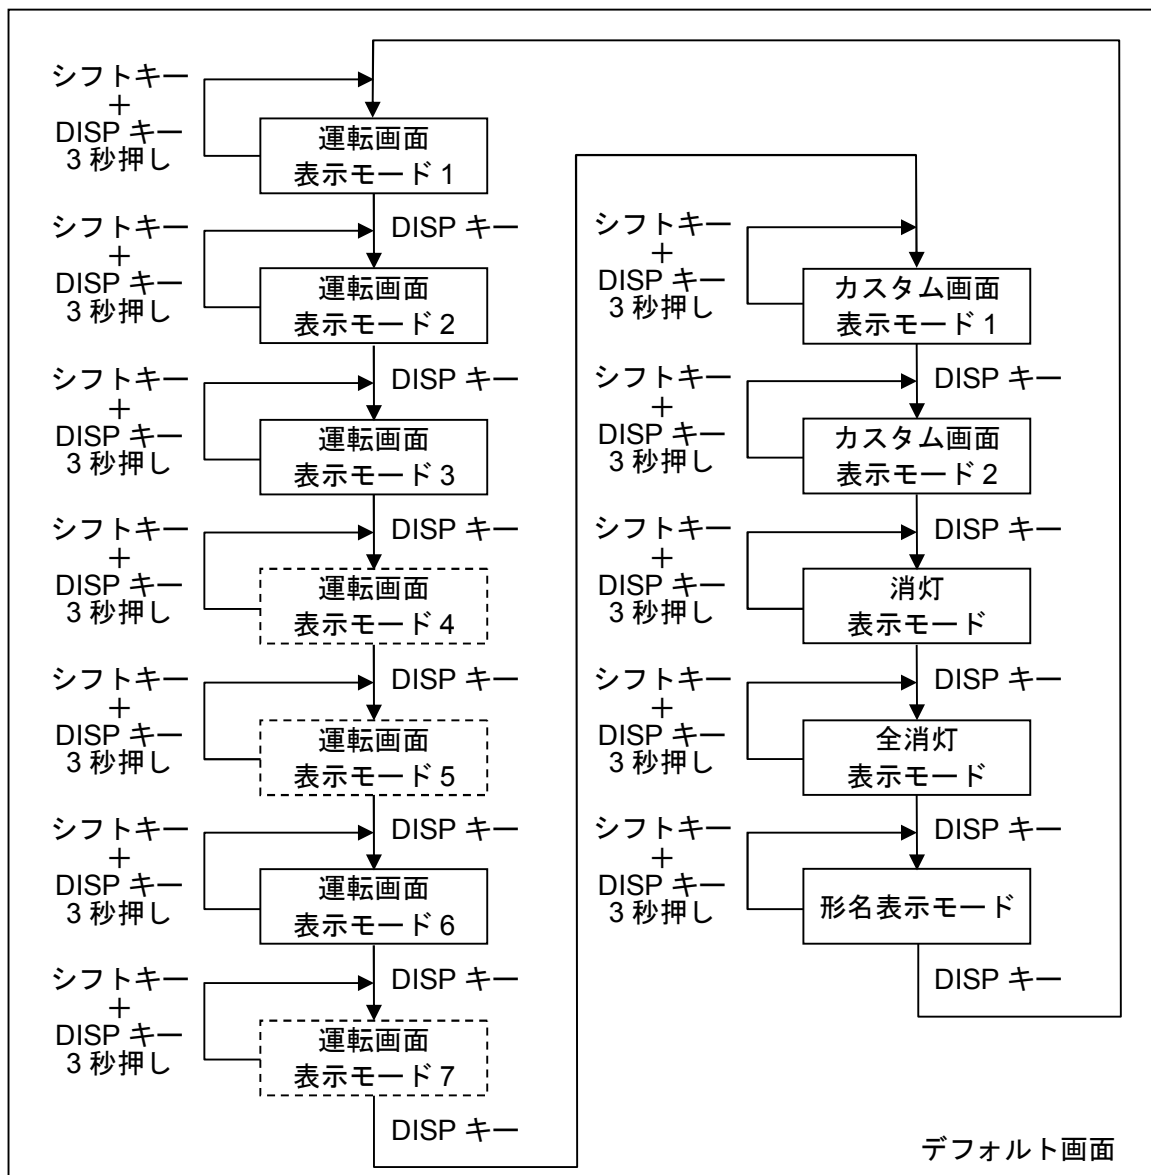 シフトキー
＋
DISP キー
3 秒押し
運転画面
表示モード 1
シフトキー
＋
DISP キー
3 秒押し
DISP キー
運転画面
表示モード 2
シフトキー
＋
DISP キー
3 秒押し
DISP キー
運転画面
表示モード 3
シフトキー
＋
DISP キー
3 秒押し
DISP キー
運転画面
表示モード 4
シフトキー
＋
DISP キー
3 秒押し
DISP キー
運転画面
表示モード 5
シフトキー
＋
DISP キー
3 秒押し
DISP キー
運転画面
表示モード 6
シフトキー
＋
DISP キー
3 秒押し
DISP キー
運転画面
表示モード 7
DISP キー
シフトキー
＋
DISP キー
3 秒押し
カスタム画面
表示モード 1
シフトキー
＋
DISP キー
3 秒押し
DISP キー
カスタム画面
表示モード 2
シフトキー
＋
DISP キー
3 秒押し
DISP キー
消灯
表示モード
シフトキー
＋
DISP キー
3 秒押し
DISP キー
全消灯
表示モード
シフトキー
＋
DISP キー
3 秒押し
DISP キー
形名表示モード
DISP キー
デフォルト画面